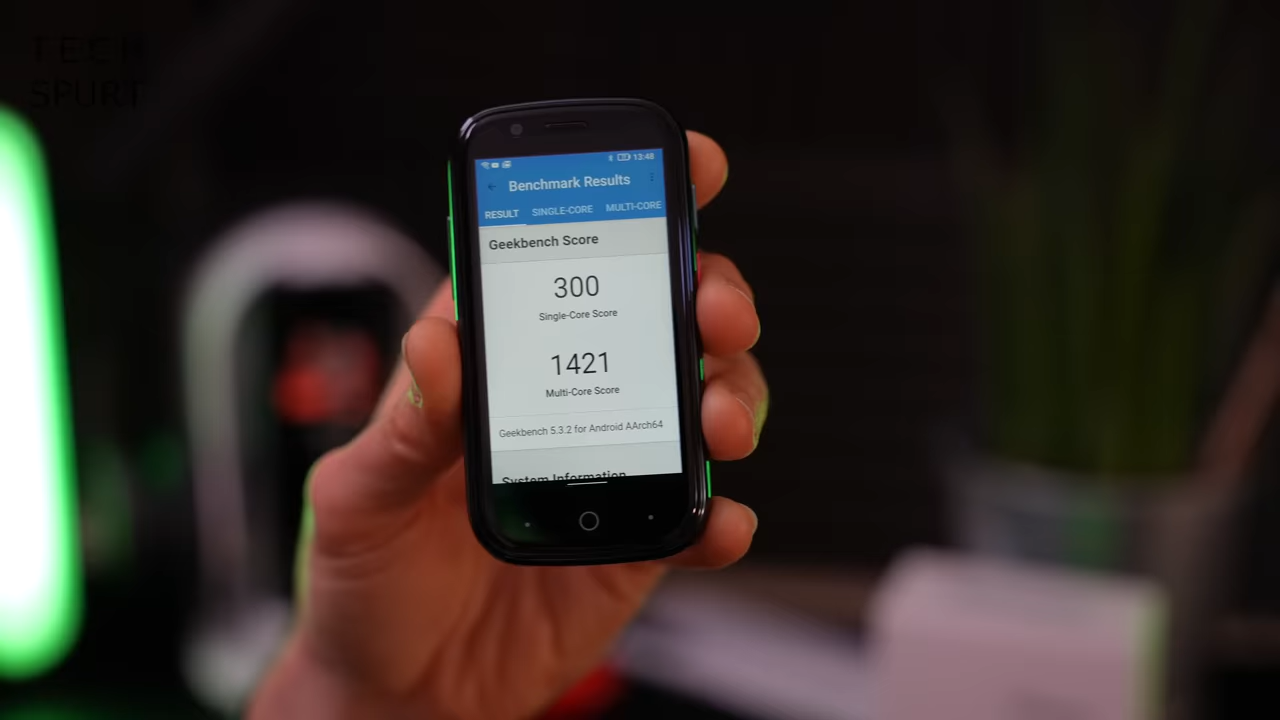 TECH
SPURT
13:48
Benchmark Results
RESULT SINGLE-CORE MULTI-CORE
Geekbench Score
300
Single-Core Score
1421
Multi-Core Score
Geekbench 5.3.2 for Android AArch64
System Information